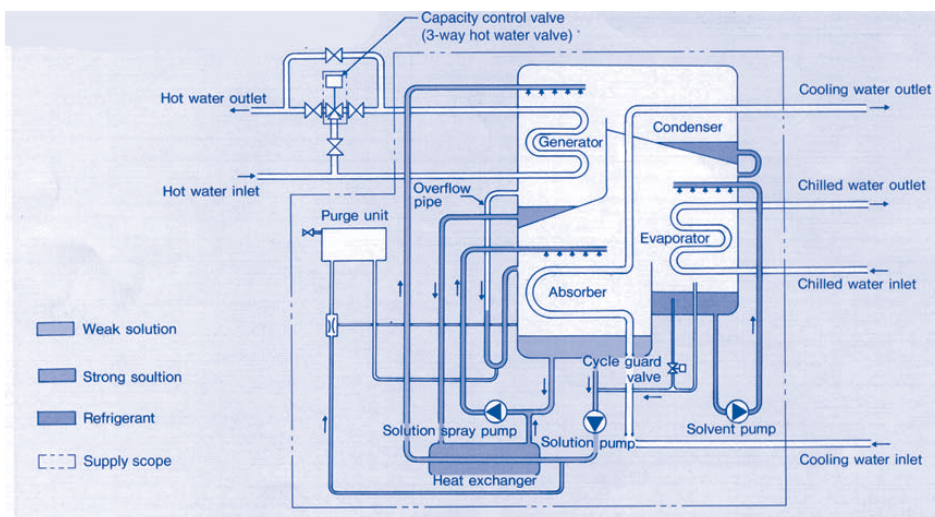 Capacity control valve
(3-way hot water valve)
Hot water outlet
Cooling water outlet
Condenser
Generator
Hot water inlet
Overflow
pipe
Chilled water outlet
Purge unit
Evaporator
Chilled water inlet
Absorber
Weak solution
Cycle guard
valve
Strong soultion
Refrigerant
Solution spray pump
Solution pump
Solvent pump
Supply scope
Heat exchanger
Cooling water inlet